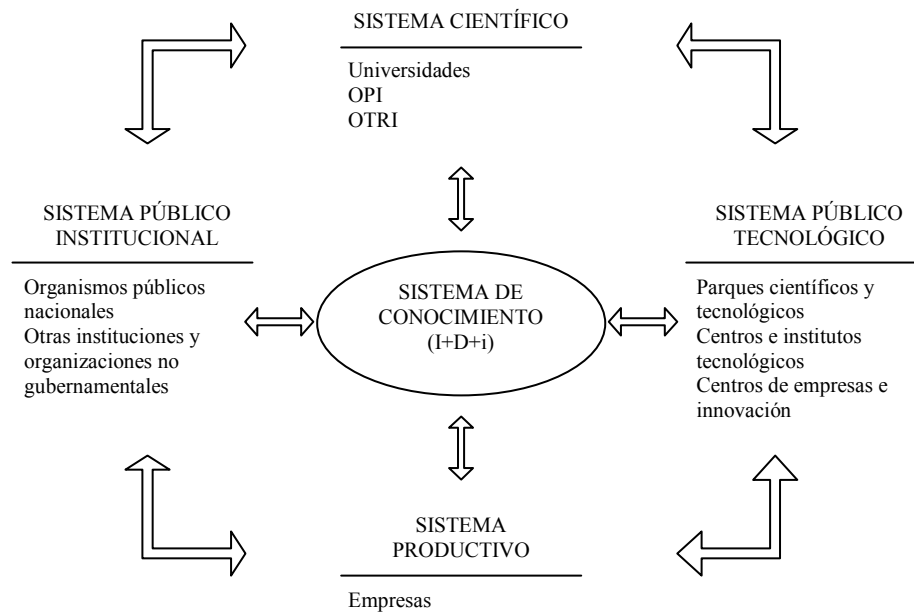 SISTEMA CIENTÍFICO
Universidades
OPI
OTRI
SISTEMA PÚBLICO
INSTITUCIONAL
Organismos públicos
nacionales
Otras instituciones y
organizaciones no
gubernamentales
SISTEMA DE
CONOCIMIENTO
(I+D+i)
SISTEMA PÚBLICO
TECNOLÓGICO
Parques científicos y
tecnológicos
Centros e institutos
tecnológicos
Centros de empresas e
innovación
SISTEMA
PRODUCTIVO
Empresas